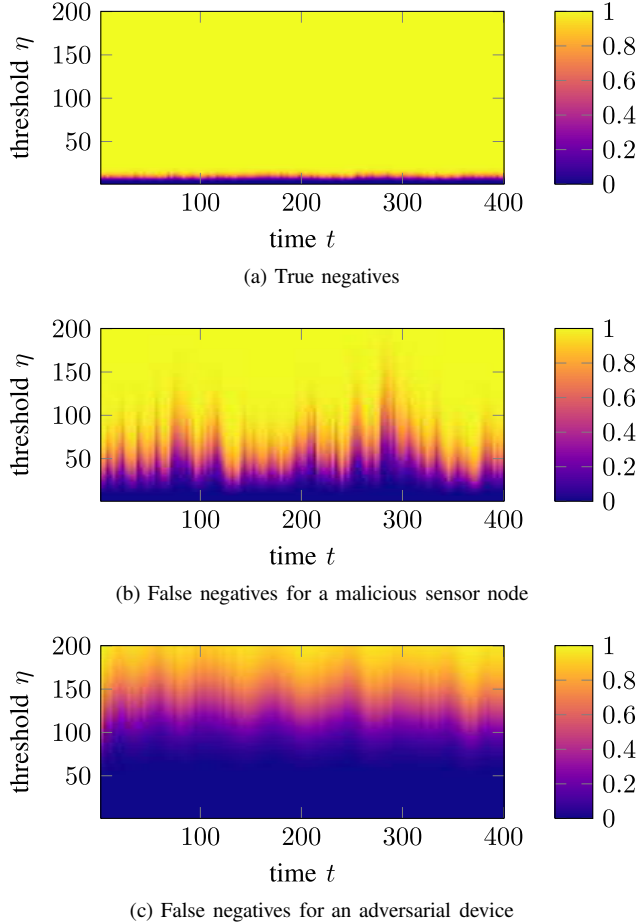 200
150
100
50
threshold η
100 200 300 400
time t
1
0.8
0.6
0.4
0.2
0
(a) True negatives
200
150
100
50
threshold η
100 200 300 400
time t
1
0.8
0.6
0.4
0.2
0
(b) False negatives for a malicious sensor node
200
150
100
50
threshold η
100 200 300 400
time t
1
0.8
0.6
0.4
0.2
0
(c) False negatives for an adversarial device